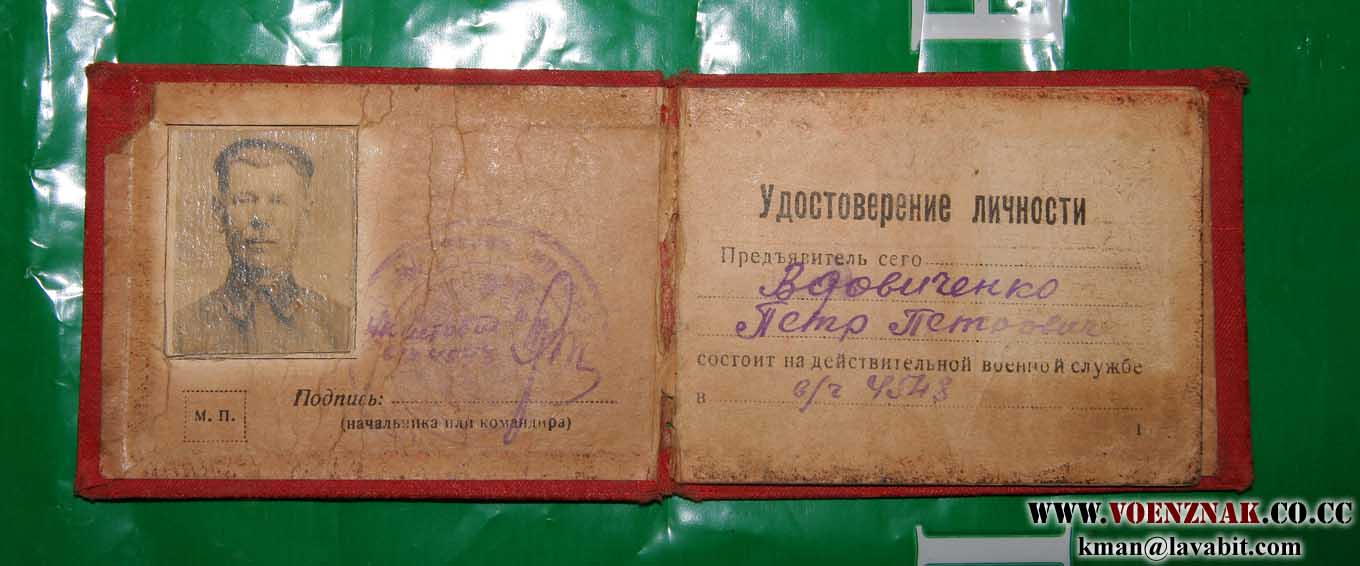 М. П.
Подпись:
(начальника или командира)
Удостоверение личности
Предъявитель сего
Вдовиченко
Петр Петрович
состоит на действительной военной службе
в в/ч 4543
1
WWW.VOENZNAK.CO.CC
kman@lavabit.com